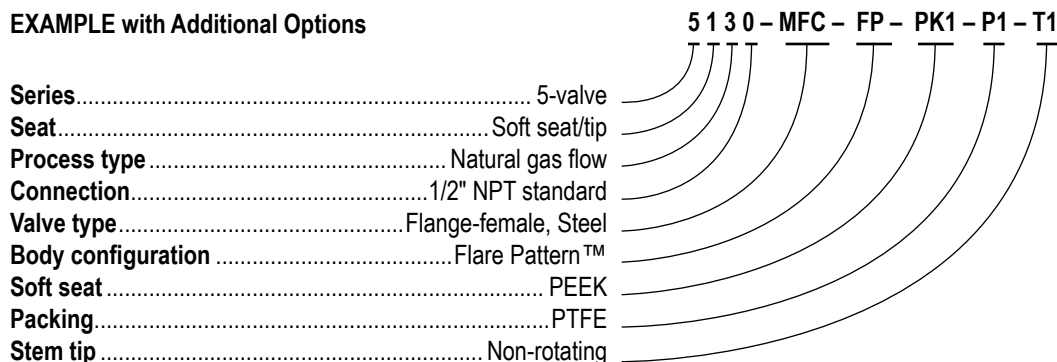 EXAMPLE with Additional Options 5 1 3 0 – MFC – FP – PK1 – P1 – T1
Series........................................................................ 5-valve
Seat.................................................................... Soft seat/tip
Process type ............................................. Natural gas flow
Connection............................................1/2" NPT standard
Valve type...........................................Flange-female, Steel
Body configuration ....................................Flare Pattern™
Soft seat ...................................................................... PEEK
Packing.......................................................................PTFE
Stem tip ........................................................... Non-rotating